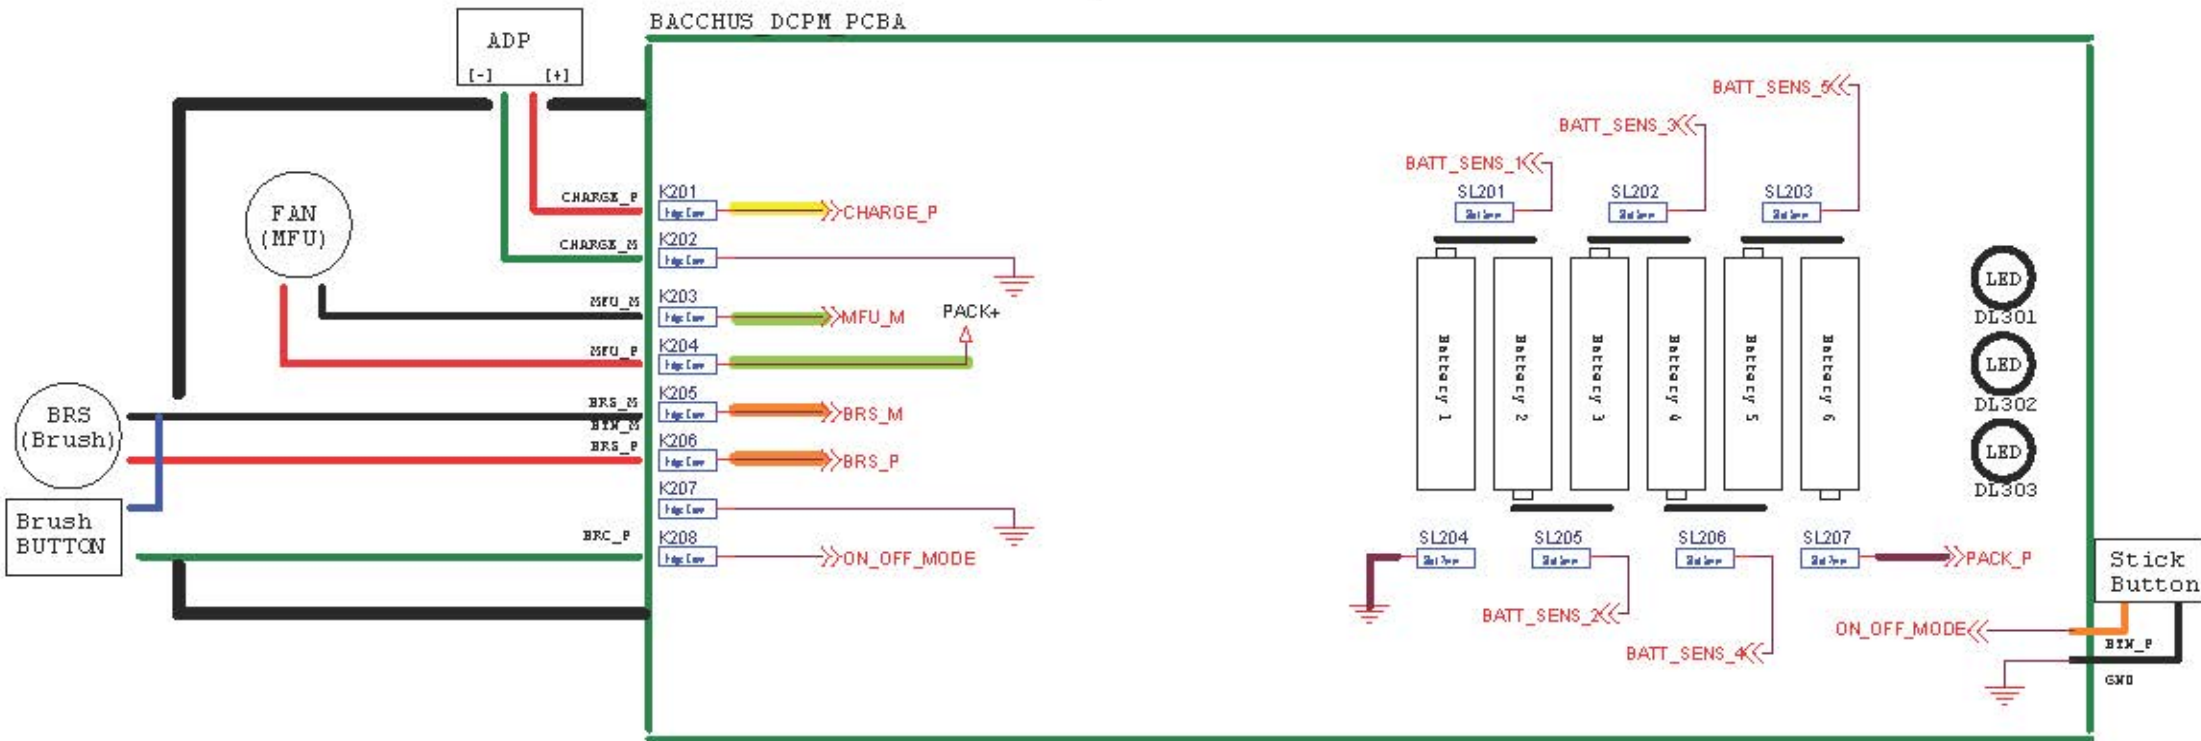 BACCHUS_DCPM_PCBA
ADP
[-] [+]
FAN
(MFU)
BRS
(Brush)
Brush
BUTTON
CHARGE_P
CHARGE_M
MFU_M
MFU_P
BRS_M
BTN_M
BRS_P
BRC_P
K201
CHARGE_P
K202
K203
MFU_M
PACK+
K204
K205
BRS_M
K206
BRS_P
K207
K208
ON_OFF_MODE
BATT_SENS_5
BATT_SENS_3
BATT_SENS_1
SL201
SL202
SL203
Battery 1
Battery 2
Battery 3
Battery 4
Battery 5
Battery 6
LED
DL301
LED
DL302
LED
DL303
SL204
SL205
SL206
SL207
PACK_P
BATT_SENS_2
BATT_SENS_4
Stick
Button
ON_OFF_MODE
BTN_P
GND